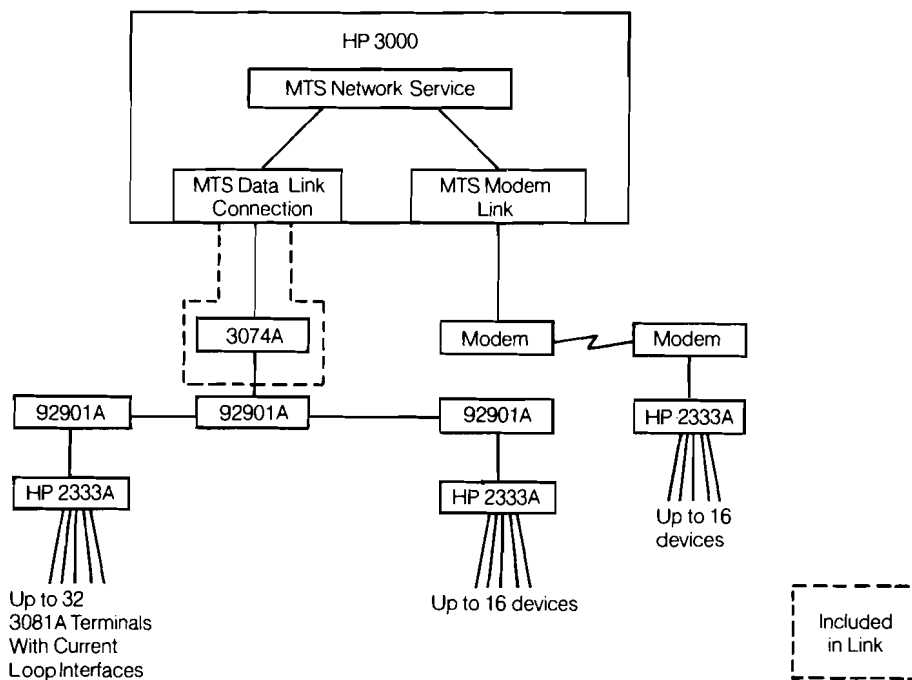 HP 3000
MTS Network Service
MTS Data Link
Connection
MTS Modem
Link
3074A
Modem
Modem
92901A
92901A
92901A
HP 2333A
HP 2333A
HP 2333A
Up to 16
devices
Up to 32
3081A Terminals
With Current
Loop Interfaces
Up to 16 devices
Included
in Link